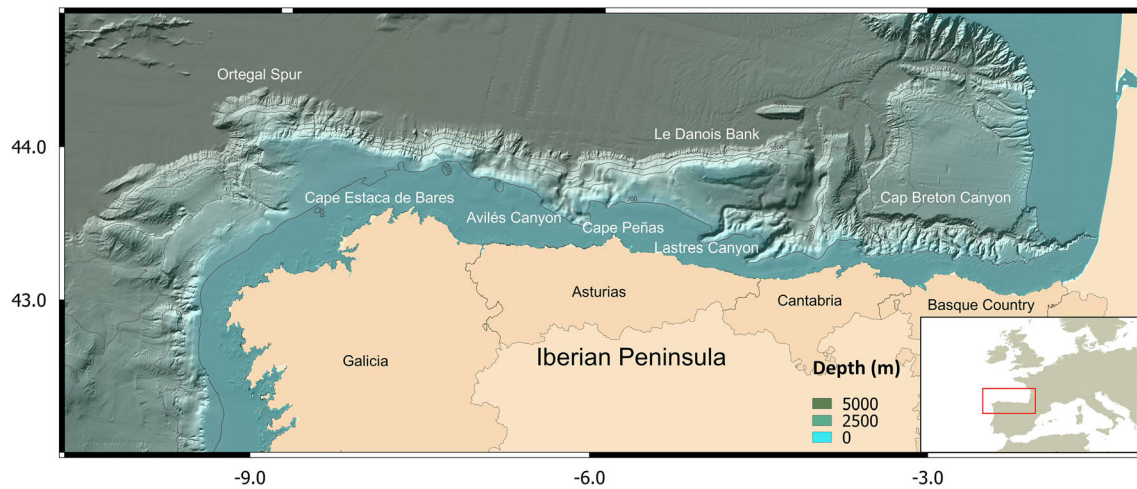 Ortegal Spur
44.0
Le Danois Bank
Cape Estaca de Bares
Cap Breton Canyon
Avilés Canyon
Cape Peñas
Lastres Canyon
43.0
Asturias
Cantabria
Basque Country
Galicia
Iberian Peninsula
Depth (m)
5000
2500
0
-9.0
-6.0
-3.0